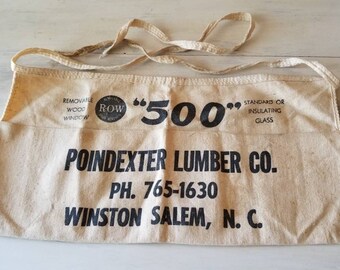 REMOVABLE WOOD WINDOW
ROW
"500"
STANDARD OR INSULATING GLASS
POINDEXTER LUMBER CO.
PH. 765-1630
WINSTON SALEM, N. C.